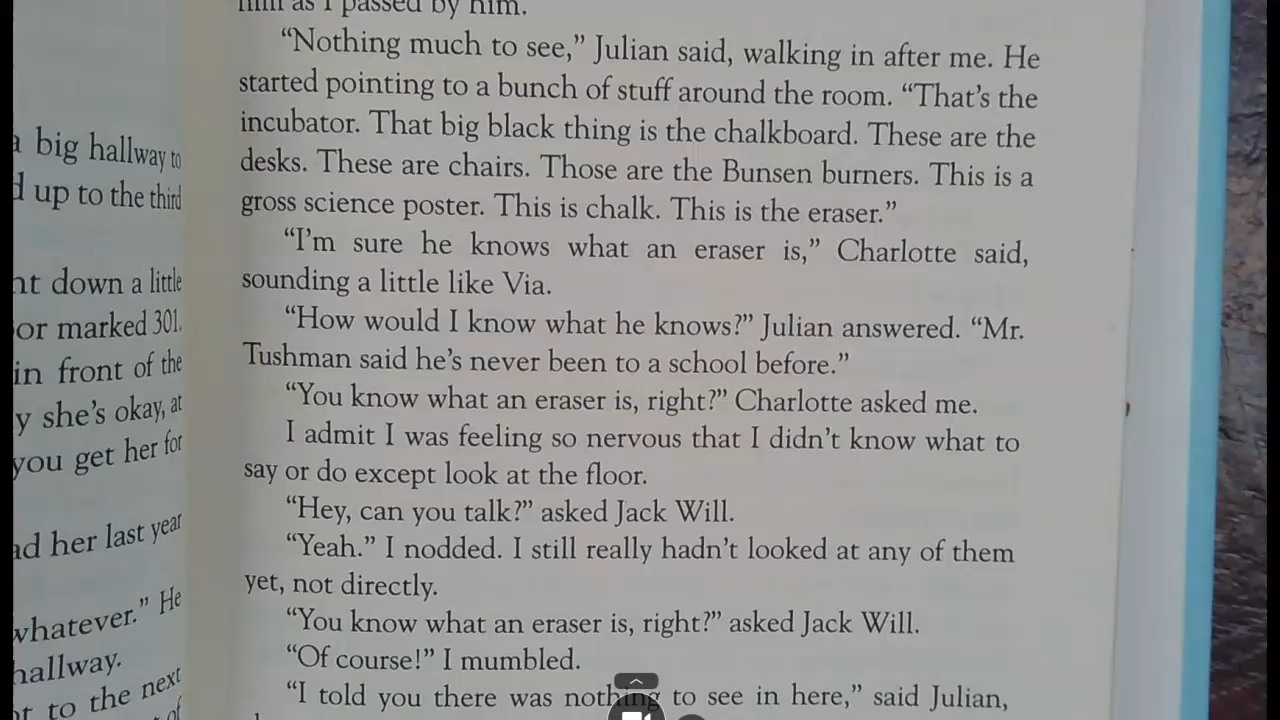 big hallway to
up to the third
down a little
marked 301.
in front of the
she's okay, at
you get her for
her last year
whatever.” He
hallway.
to the next
of
him as I passed by him.
“Nothing much to see,” Julian said, walking in after me. He
started pointing to a bunch of stuff around the room. “That’s the
incubator. That big black thing is the chalkboard. These are the
desks. These are chairs. Those are the Bunsen burners. This is a
gross science poster. This is chalk. This is the eraser.”
“I’m sure he knows what an eraser is,” Charlotte said,
sounding a little like Via.
“How would I know what he knows?” Julian answered. “Mr.
Tushman said he’s never been to a school before.”
“You know what an eraser is, right?” Charlotte asked me.
I admit I was feeling so nervous that I didn’t know what to
say or do except look at the floor.
“Hey, can you talk?” asked Jack Will.
“Yeah.” I nodded. I still really hadn’t looked at any of them
yet, not directly.
“You know what an eraser is, right?” asked Jack Will.
“Of course!” I mumbled.
“I told you there was nothing to see in here,” said Julian,